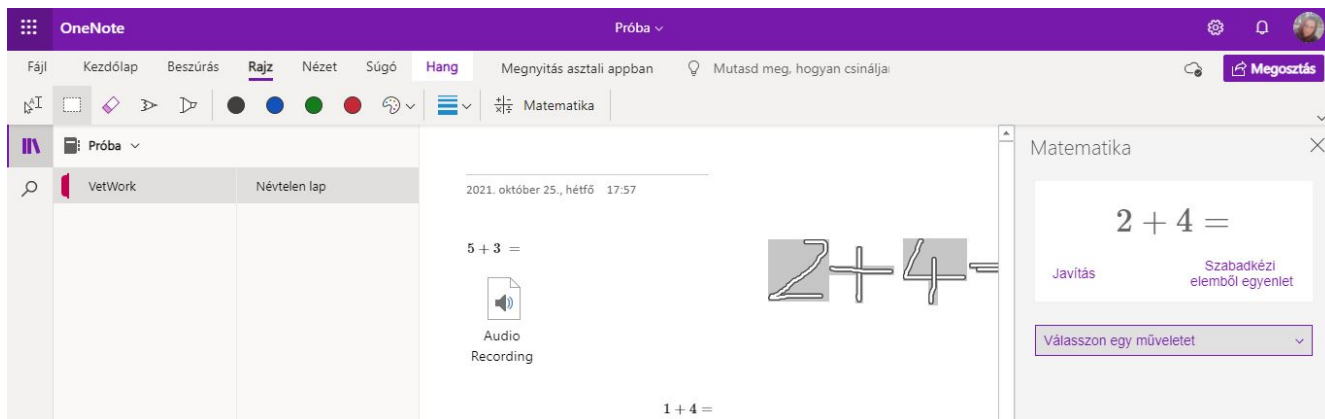 OneNote
Próba
Fájl Kezdőlap Beszúrás Rajz Nézet Súgó Hang Megnyitás asztali appban Mutasd meg, hogyan csinálja Megosztás
Matematika
Próba
VetWork
Névtelen lap
2021. október 25., hétfő 17:57
5 + 3 =
Audio
Recording
2+4=
1 + 4 =
Matematika
2 + 4 =
Javítás
Szabadkézi
elemből egyenlet
Válasszon egy műveletet